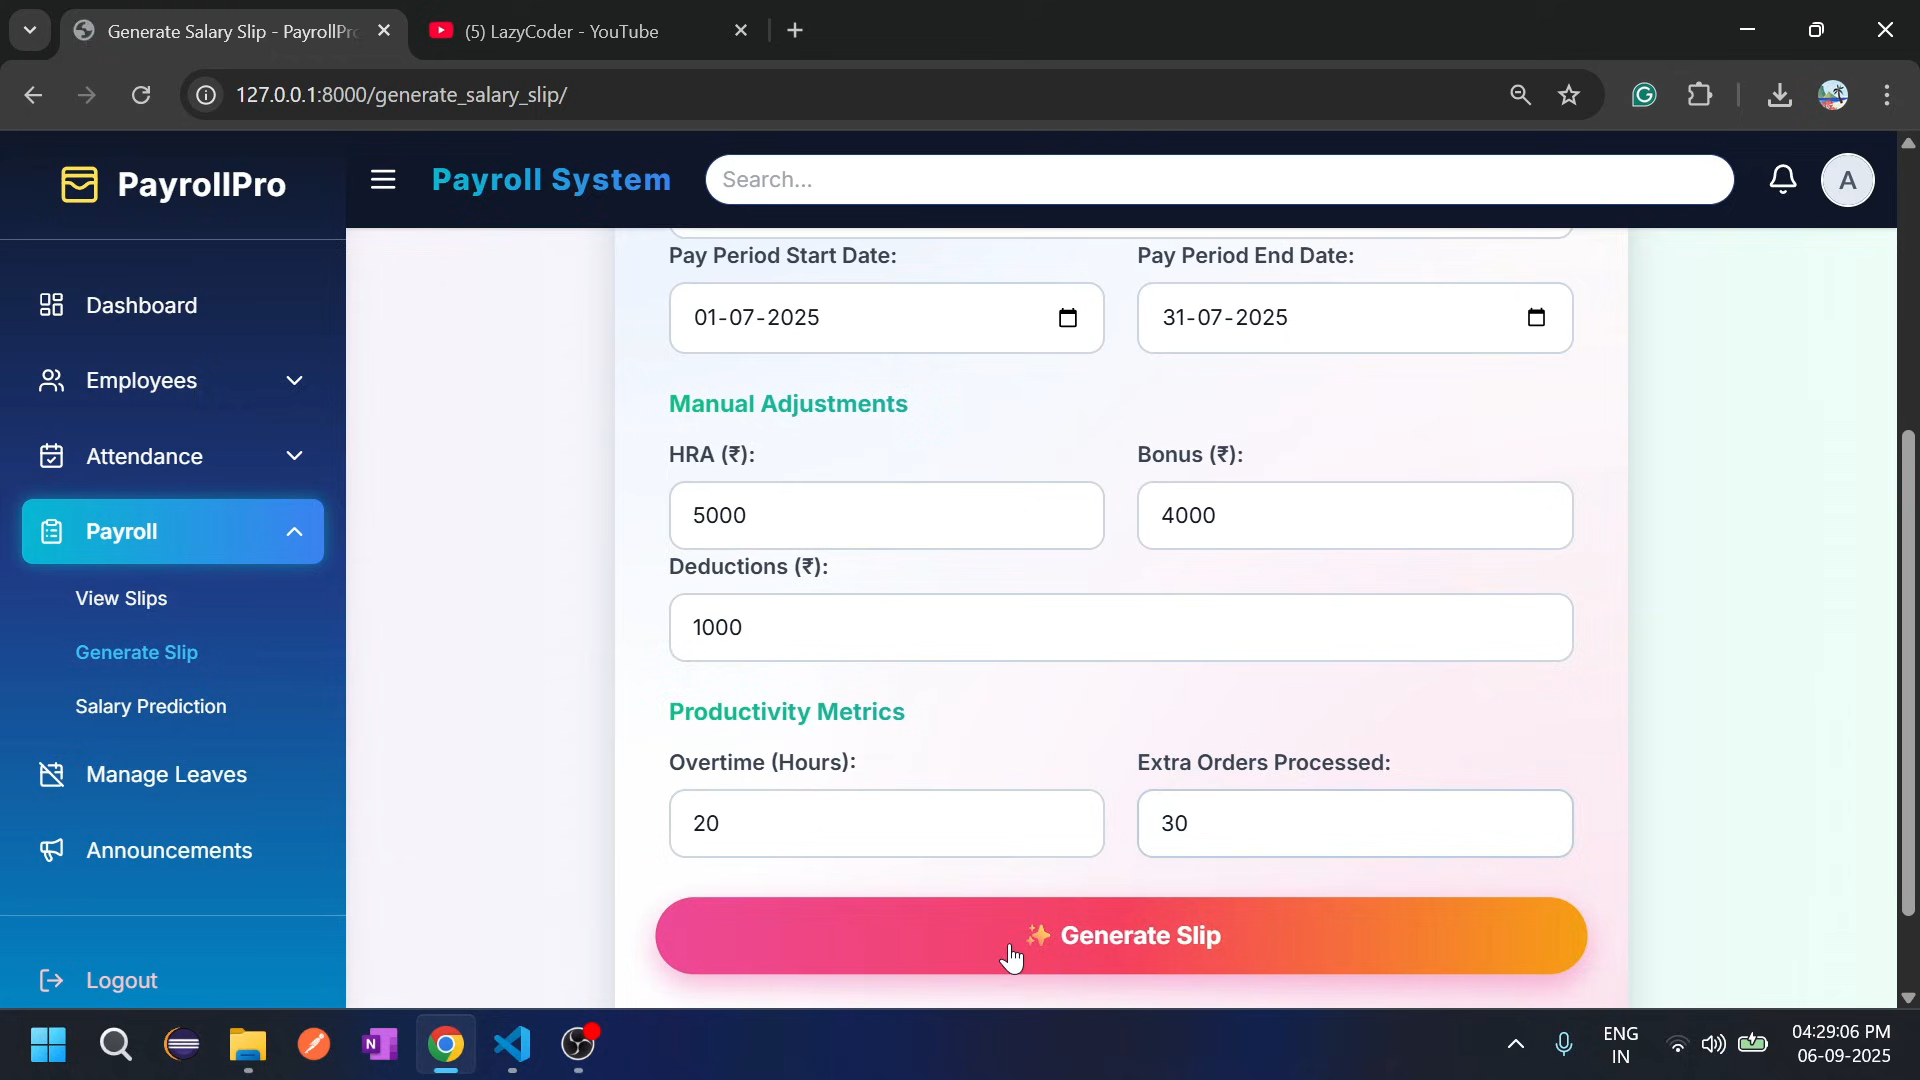 Generate Salary Slip - PayrollPr
(5) LazyCoder - YouTube
127.0.0.1:8000/generate_salary_slip/
PayrollPro
Payroll System
Search...
A
Dashboard
Employees
Attendance
Payroll
View Slips
Generate Slip
Salary Prediction
Manage Leaves
Announcements
Logout
Pay Period Start Date:
Pay Period End Date:
01-07-2025
31-07-2025
Manual Adjustments
HRA (₹):
Bonus (₹):
5000
4000
Deductions (₹):
1000
Productivity Metrics
Overtime (Hours):
Extra Orders Processed:
20
30
✨ Generate Slip
ENG
IN
04:29:06 PM
06-09-2025